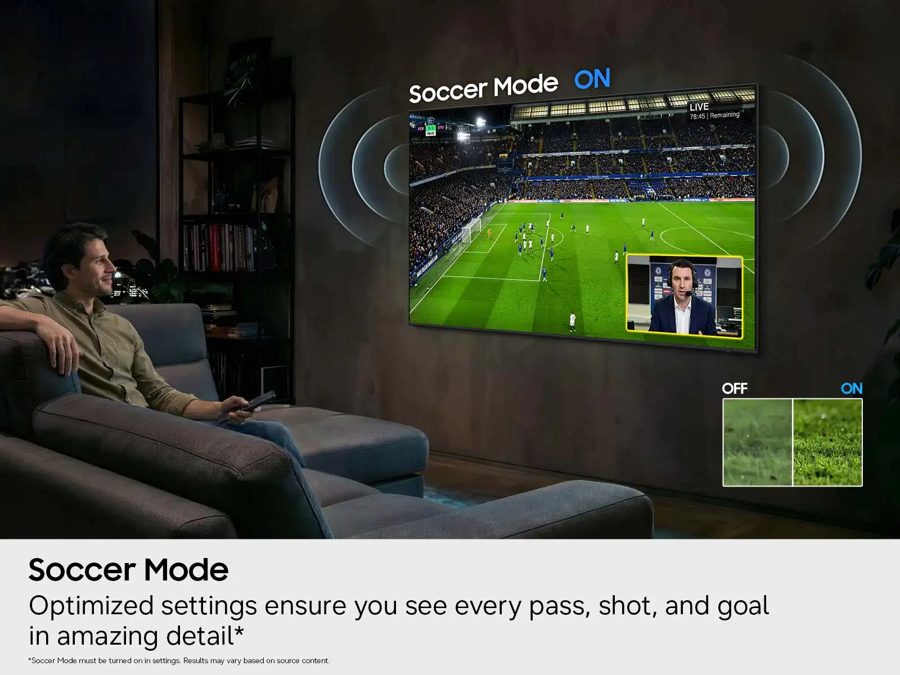 Soccer Mode ON
LIVE
78:45 | Remaining
OFF ON
Soccer Mode
Optimized settings ensure you see every pass, shot, and goal
in amazing detail*
*Soccer Mode must be turned on in settings. Results may vary based on source content.